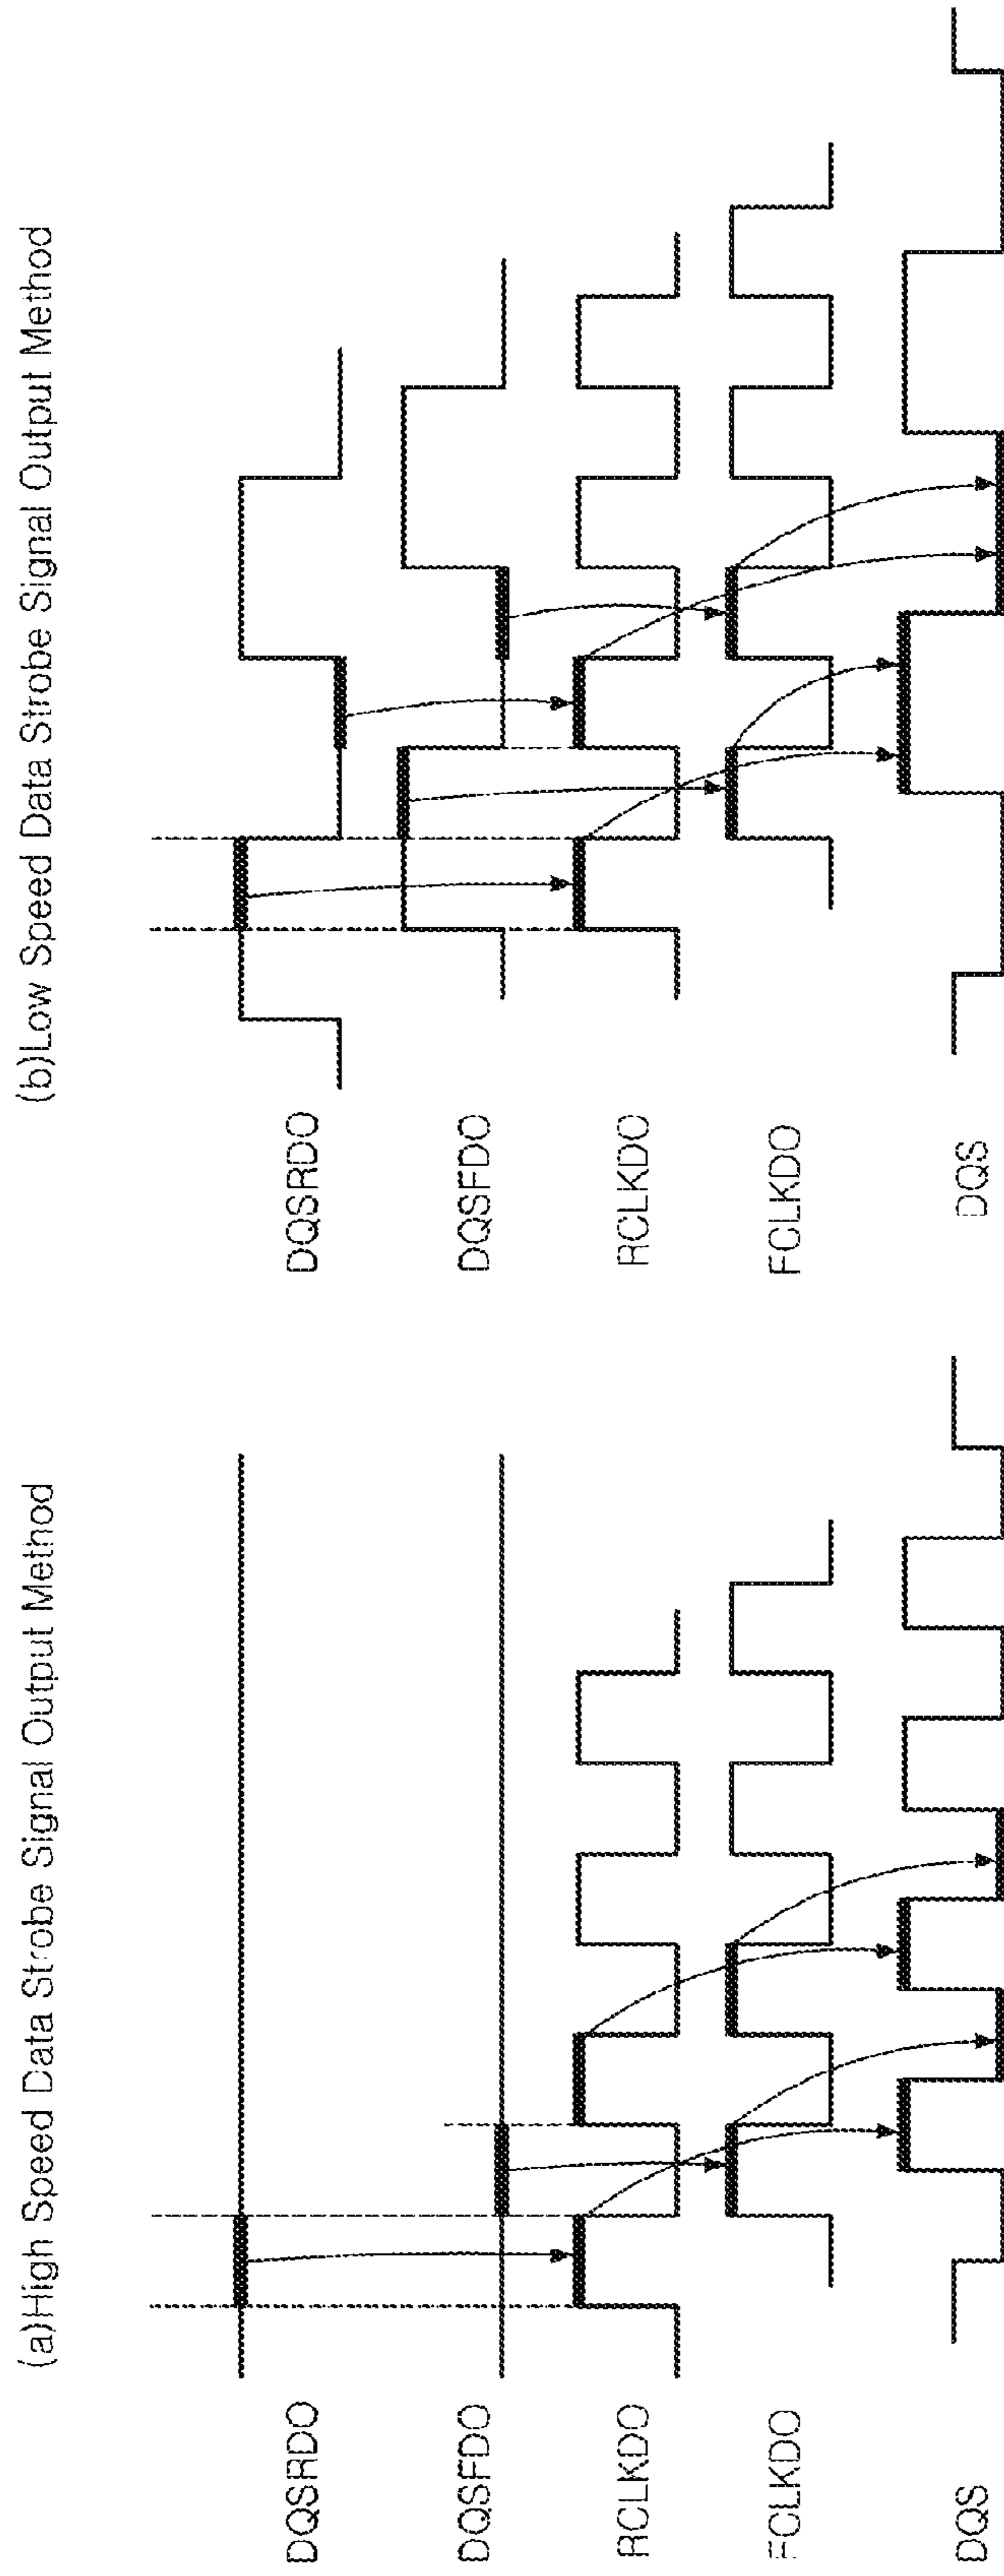 (a)High Speed Data Strobe Signal Output Method
DQSRDO
DQSFDO
RCLKDO
FCLKDO
DQS
(b)Low Speed Data Strobe Signal Output Method
DQSRDO
DQSFDO
RCLKDO
FCLKDO
DQS